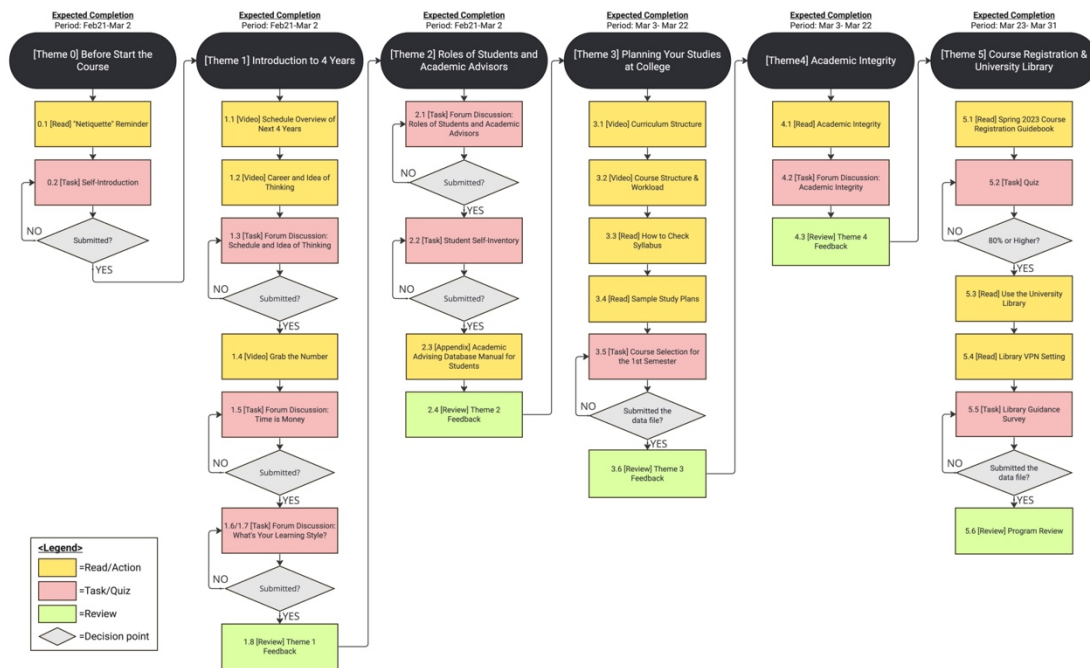 Expected Completion
Period: Feb21-Mar 2
[Theme 0] Before Start the
Course
0.1 [Read] "Netiquette" Reminder
0.2 [Task] Self-Introduction
NO
Submitted?
YES
Expected Completion
Period: Feb21-Mar 2
[Theme 1] Introduction to 4 Years
1.1 [Video] Schedule Overview of
Next 4 Years
1.2 [Video] Career and Idea of
Thinking
1.3 [Task] Forum Discussion:
Schedule and Idea of Thinking
NO
Submitted?
YES
1.4 [Video] Grab the Number
1.5 [Task] Forum Discussion:
Time is Money
NO
Submitted?
YES
1.6/1.7 [Task] Forum Discussion:
What's Your Learning Style?
NO
Submitted?
YES
1.8 [Review] Theme 1
Feedback
Expected Completion
Period: Feb21-Mar 2
[Theme 2] Roles of Students and
Academic Advisors
2.1 [Task] Forum Discussion:
Roles of Students and Academic
Advisors
NO
Submitted?
YES
2.2 [Task] Student Self-Inventory
NO
Submitted?
YES
2.3 [Appendix] Academic
Advising Database Manual for
Students
2.4 [Review] Theme 2
Feedback
Expected Completion
Period: Mar 3- Mar 22
[Theme 3] Planning Your Studies
at College
3.1 [Video] Curriculum Structure
3.2 [Video] Course Structure &
Workload
3.3 [Read] How to Check
Syllabus
3.4 [Read] Sample Study Plans
3.5 [Task] Course Selection for
the 1st Semester
NO
Submitted the
data file?
YES
3.6 [Review] Theme 3
Feedback
Expected Completion
Period: Mar 3- Mar 22
[Theme4] Academic Integrity
4.1 [Read] Academic Integrity
4.2 [Task] Forum Discussion:
Academic Integrity
4.3 [Review] Theme 4
Feedback
Expected Completion
Period: Mar 23- Mar 31
[Theme 5] Course Registration &
University Library
5.1 [Read] Spring 2023 Course
Registration Guidebook
5.2 [Task] Quiz
NO
80% or Higher?
YES
5.3 [Read] Use the University
Library
5.4 [Read] Library VPN Setting
5.5 [Task] Library Guidance
Survey
NO
Submitted the
data file?
YES
5.6 [Review] Program Review
<Legend>
=Read/Action
=Task/Quiz
=Review
=Decision point